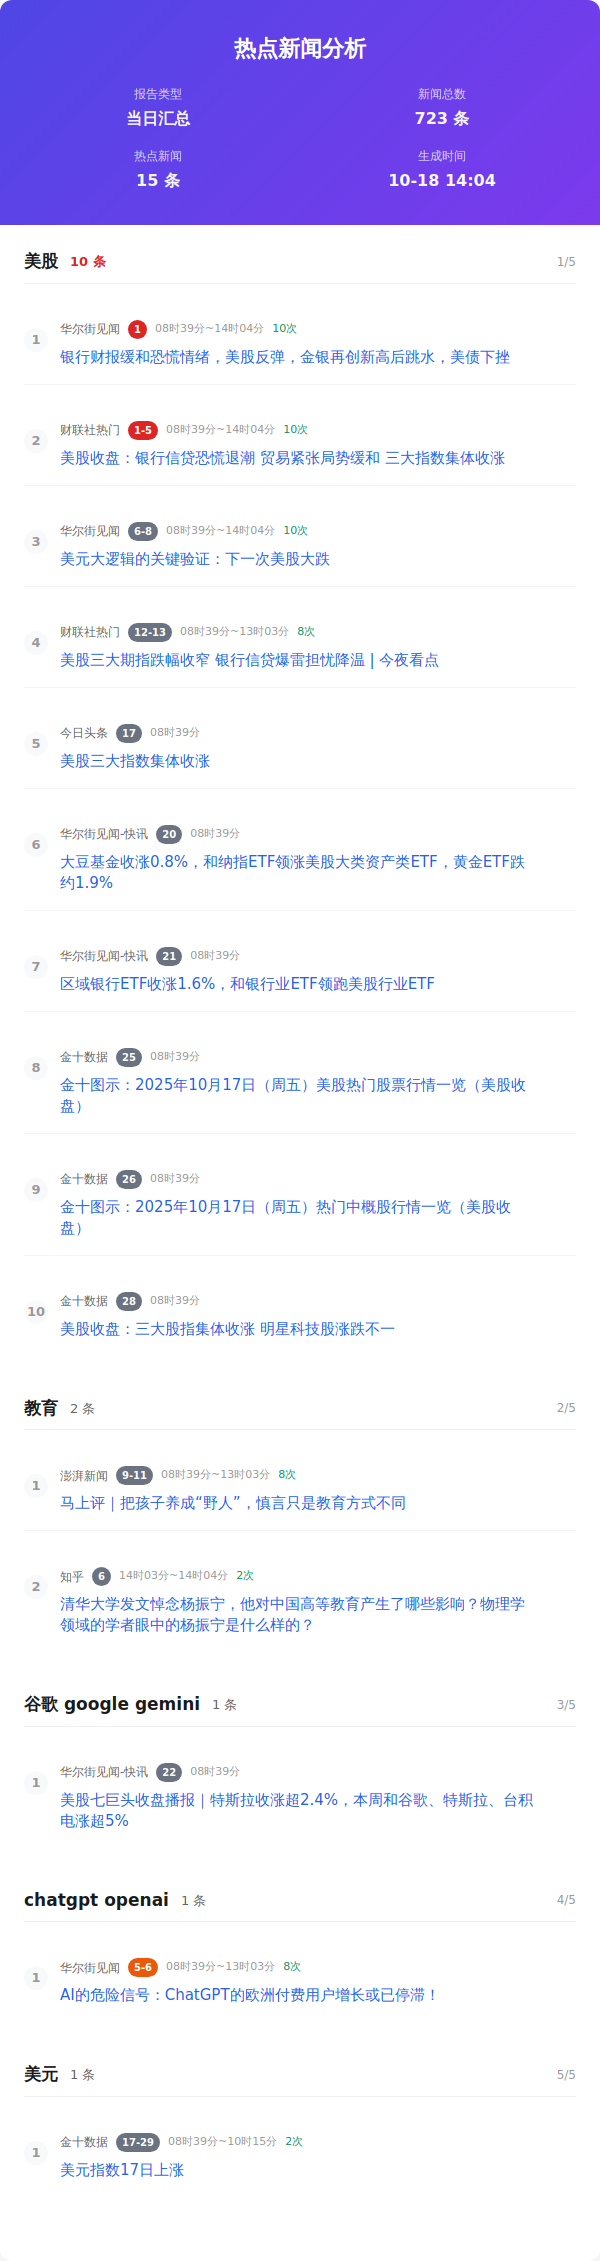 热点新闻分析
报告类型
新闻总数
当日汇总
723 条
热点新闻
生成时间
15 条
10-18 14:04
美股 10 条 1/5
1 华尔街见闻 1 08时39分~14时04分 10次
银行财报缓和恐慌情绪，美股反弹，金银再创新高后跳水，美债下挫
2 财联社热门 1-5 08时39分~14时04分 10次
美股收盘：银行信贷恐慌退潮 贸易紧张局势缓和 三大指数集体收涨
3 华尔街见闻 6-8 08时39分~14时04分 10次
美元大逻辑的关键验证：下一次美股大跌
4 财联社热门 12-13 08时39分~13时03分 8次
美股三大期指跌幅收窄 银行信贷爆雷担忧降温 | 今夜看点
5 今日头条 17 08时39分
美股三大指数集体收涨
6 华尔街见闻-快讯 20 08时39分
大豆基金收涨0.8%，和纳指ETF领涨美股大类资产类ETF，黄金ETF跌
约1.9%
7 华尔街见闻-快讯 21 08时39分
区域银行ETF收涨1.6%，和银行业ETF领跑美股行业ETF
8 金十数据 25 08时39分
金十图示：2025年10月17日（周五）美股热门股票行情一览（美股收
盘）
9 金十数据 26 08时39分
金十图示：2025年10月17日（周五）热门中概股行情一览（美股收
盘）
10 金十数据 28 08时39分
美股收盘：三大股指集体收涨 明星科技股涨跌不一
教育 2 条 2/5
1 澎湃新闻 9-11 08时39分~13时03分 8次
马上评｜把孩子养成“野人”，慎言只是教育方式不同
2 知乎 6 14时03分~14时04分 2次
清华大学发文悼念杨振宁，他对中国高等教育产生了哪些影响？物理学
领域的学者眼中的杨振宁是什么样的？
谷歌 google gemini 1 条 3/5
1 华尔街见闻-快讯 22 08时39分
美股七巨头收盘播报｜特斯拉收涨超2.4%，本周和谷歌、特斯拉、台积
电涨超5%
chatgpt openai 1 条 4/5
1 华尔街见闻 5-6 08时39分~13时03分 8次
AI的危险信号：ChatGPT的欧洲付费用户增长或已停滞！
美元 1 条 5/5
1 金十数据 17-29 08时39分~10时15分 2次
美元指数17日上涨